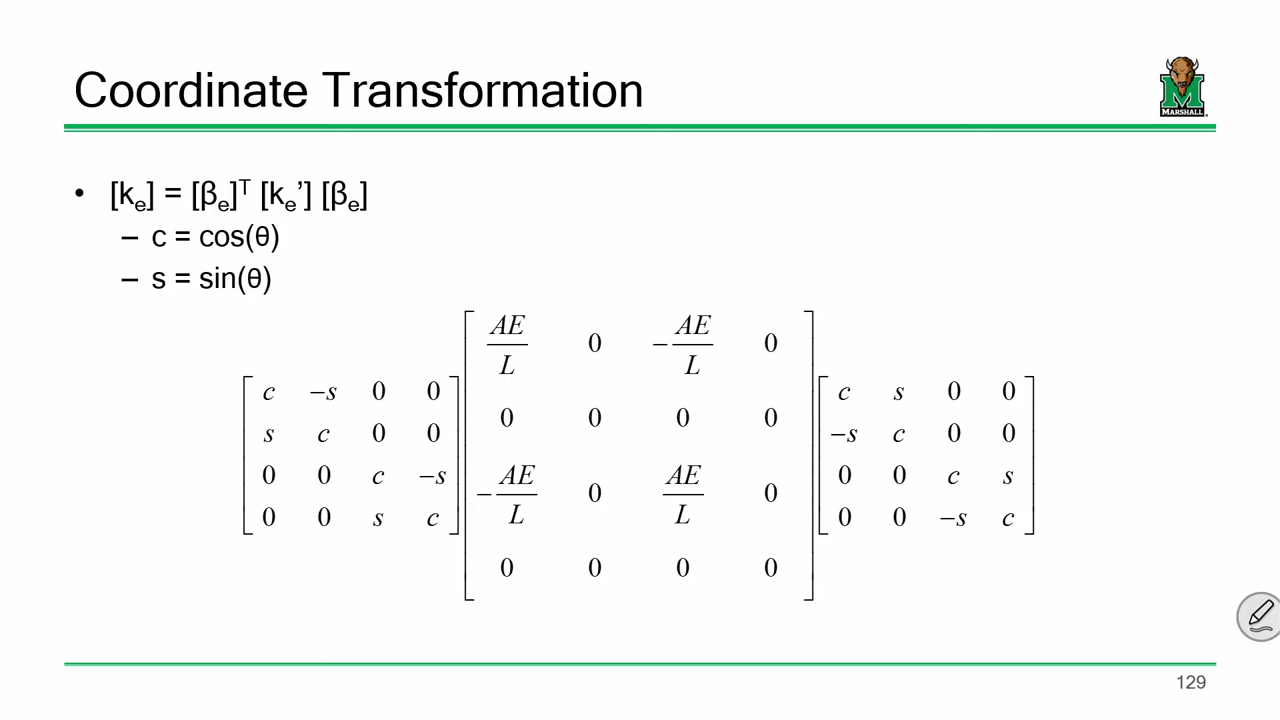 Coordinate Transformation
MARSHALL
• [kₑ] = [βₑ]ᵀ [kₑ’] [βₑ]
– c = cos(θ)
– s = sin(θ)
AE/L 0 −AE/L 0
0 0 0 0
−AE/L 0 AE/L 0
0 0 0 0
c −s 0 0
s c 0 0
0 0 c −s
0 0 s c
c s 0 0
−s c 0 0
0 0 c s
0 0 −s c
129